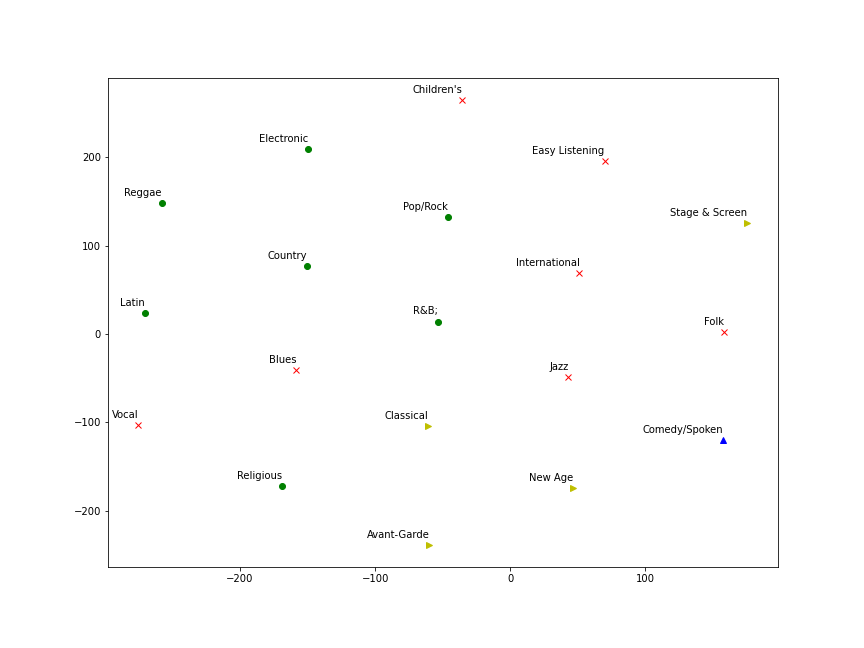 Children's
Electronic
Easy Listening
200
Reggae
Pop/Rock
Stage & Screen
100
Country
International
Latin
R&B;
Folk
0
Blues
Jazz
Vocal
Classical
−100
Comedy/Spoken
Religious
New Age
−200
Avant-Garde
−200 −100 0 100